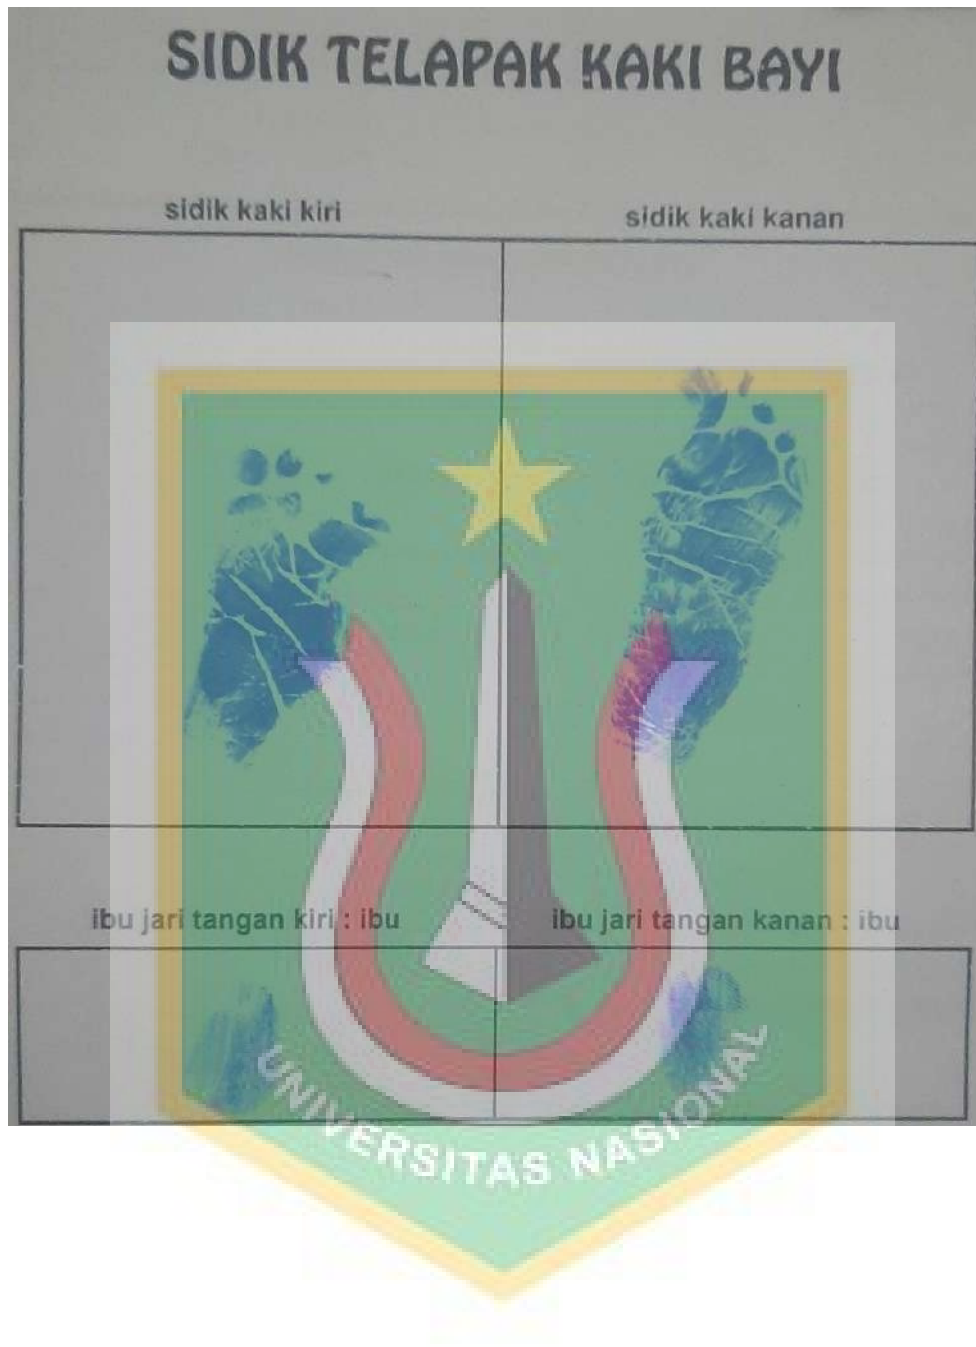 SIDIK TELAPAK KAKI BAYI
sidik kaki kiri
sidik kaki kanan
ibu jari tangan kiri : ibu
ibu jari tangan kanan : ibu
UNIVERSITAS NASIONAL